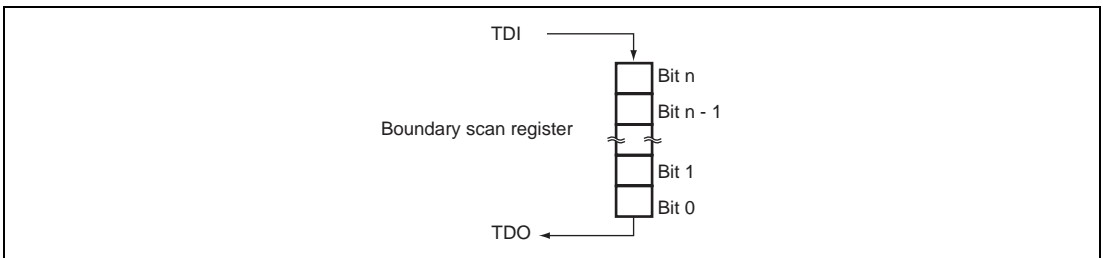 TDI
Bit n
Bit n - 1
Boundary scan register
Bit 1
Bit 0
TDO